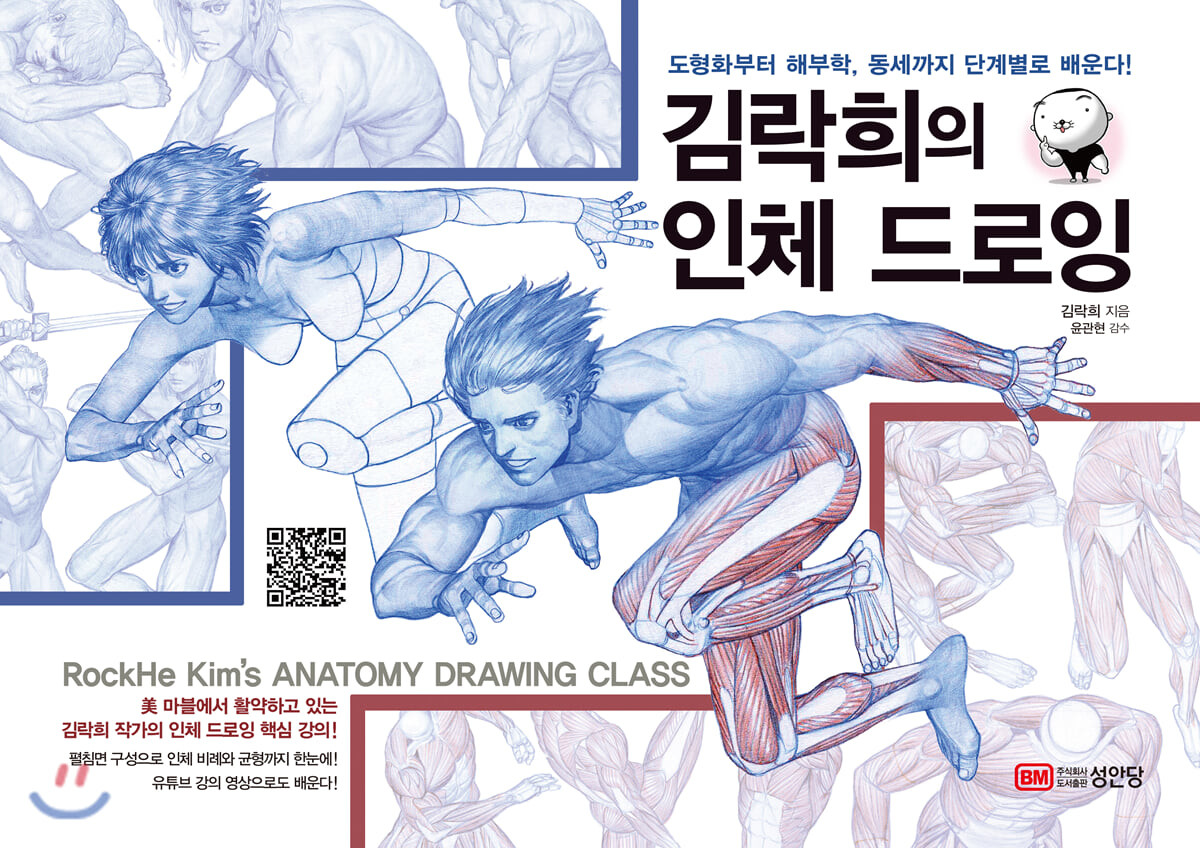 도형화부터 해부학, 동세까지 단계별로 배운다!
김락희의
인체 드로잉
김락희 지음
윤관현 감수
RockHe Kim's ANATOMY DRAWING CLASS
美 마블에서 활약하고 있는
김락희 작가의 인체 드로잉 핵심 강의!
펼침면 구성으로 인체 비례와 균형까지 한눈에!
유튜브 강의 영상으로도 배운다!
BM 주식회사 도서출판 성안당